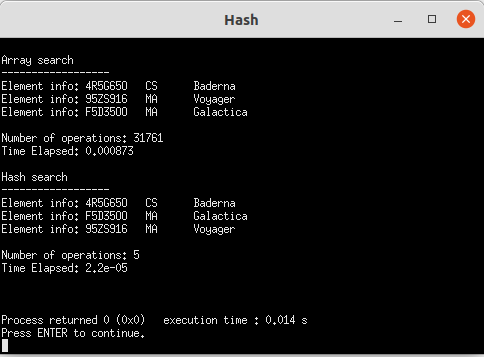 Hash
Array search
------------------
Element info: 4R5G650 CS Baderna
Element info: 95ZS916 MA Voyager
Element info: F5D3500 MA Galactica
Number of operations: 31761
Time Elapsed: 0.000873
Hash search
------------------
Element info: 4R5G650 CS Baderna
Element info: F5D3500 MA Galactica
Element info: 95ZS916 MA Voyager
Number of operations: 5
Time Elapsed: 2.2e-05
Process returned 0 (0x0) execution time : 0.014 s
Press ENTER to continue.